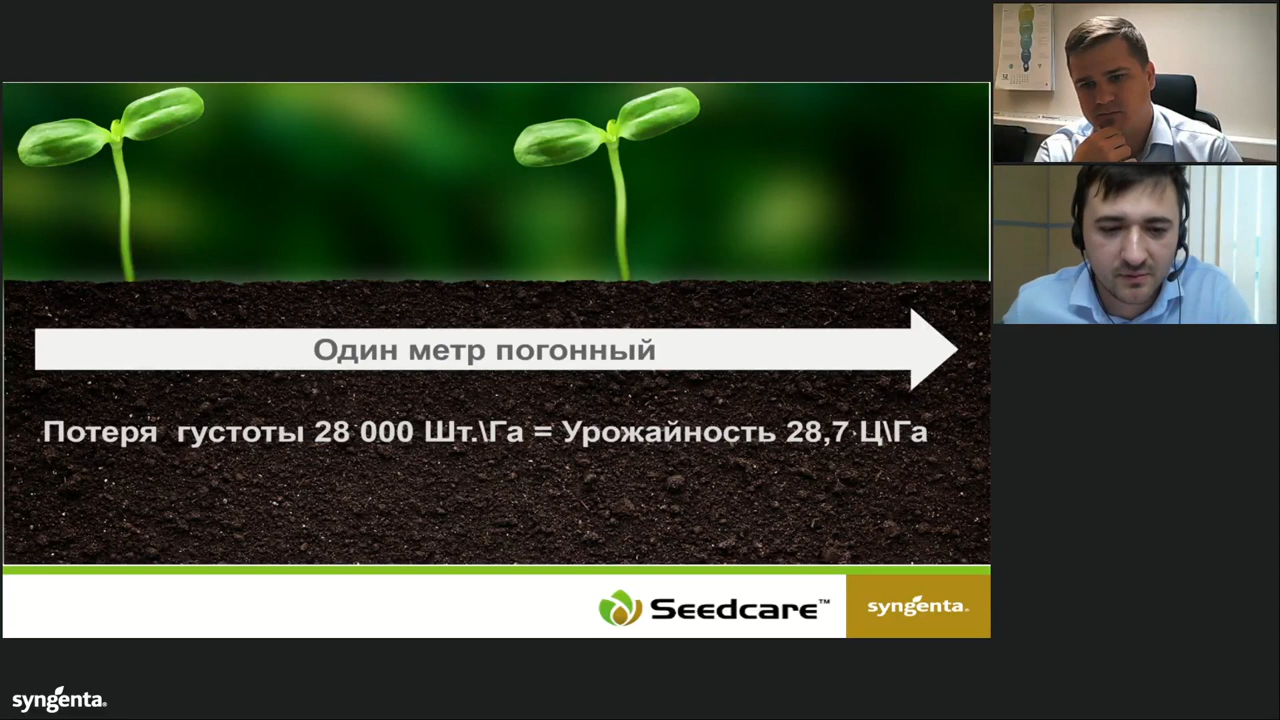 Один метр погонный
Потеря густоты 28 000 Шт.\Га = Урожайность 28,7 Ц\Га
Seedcare™
syngenta®
syngenta®